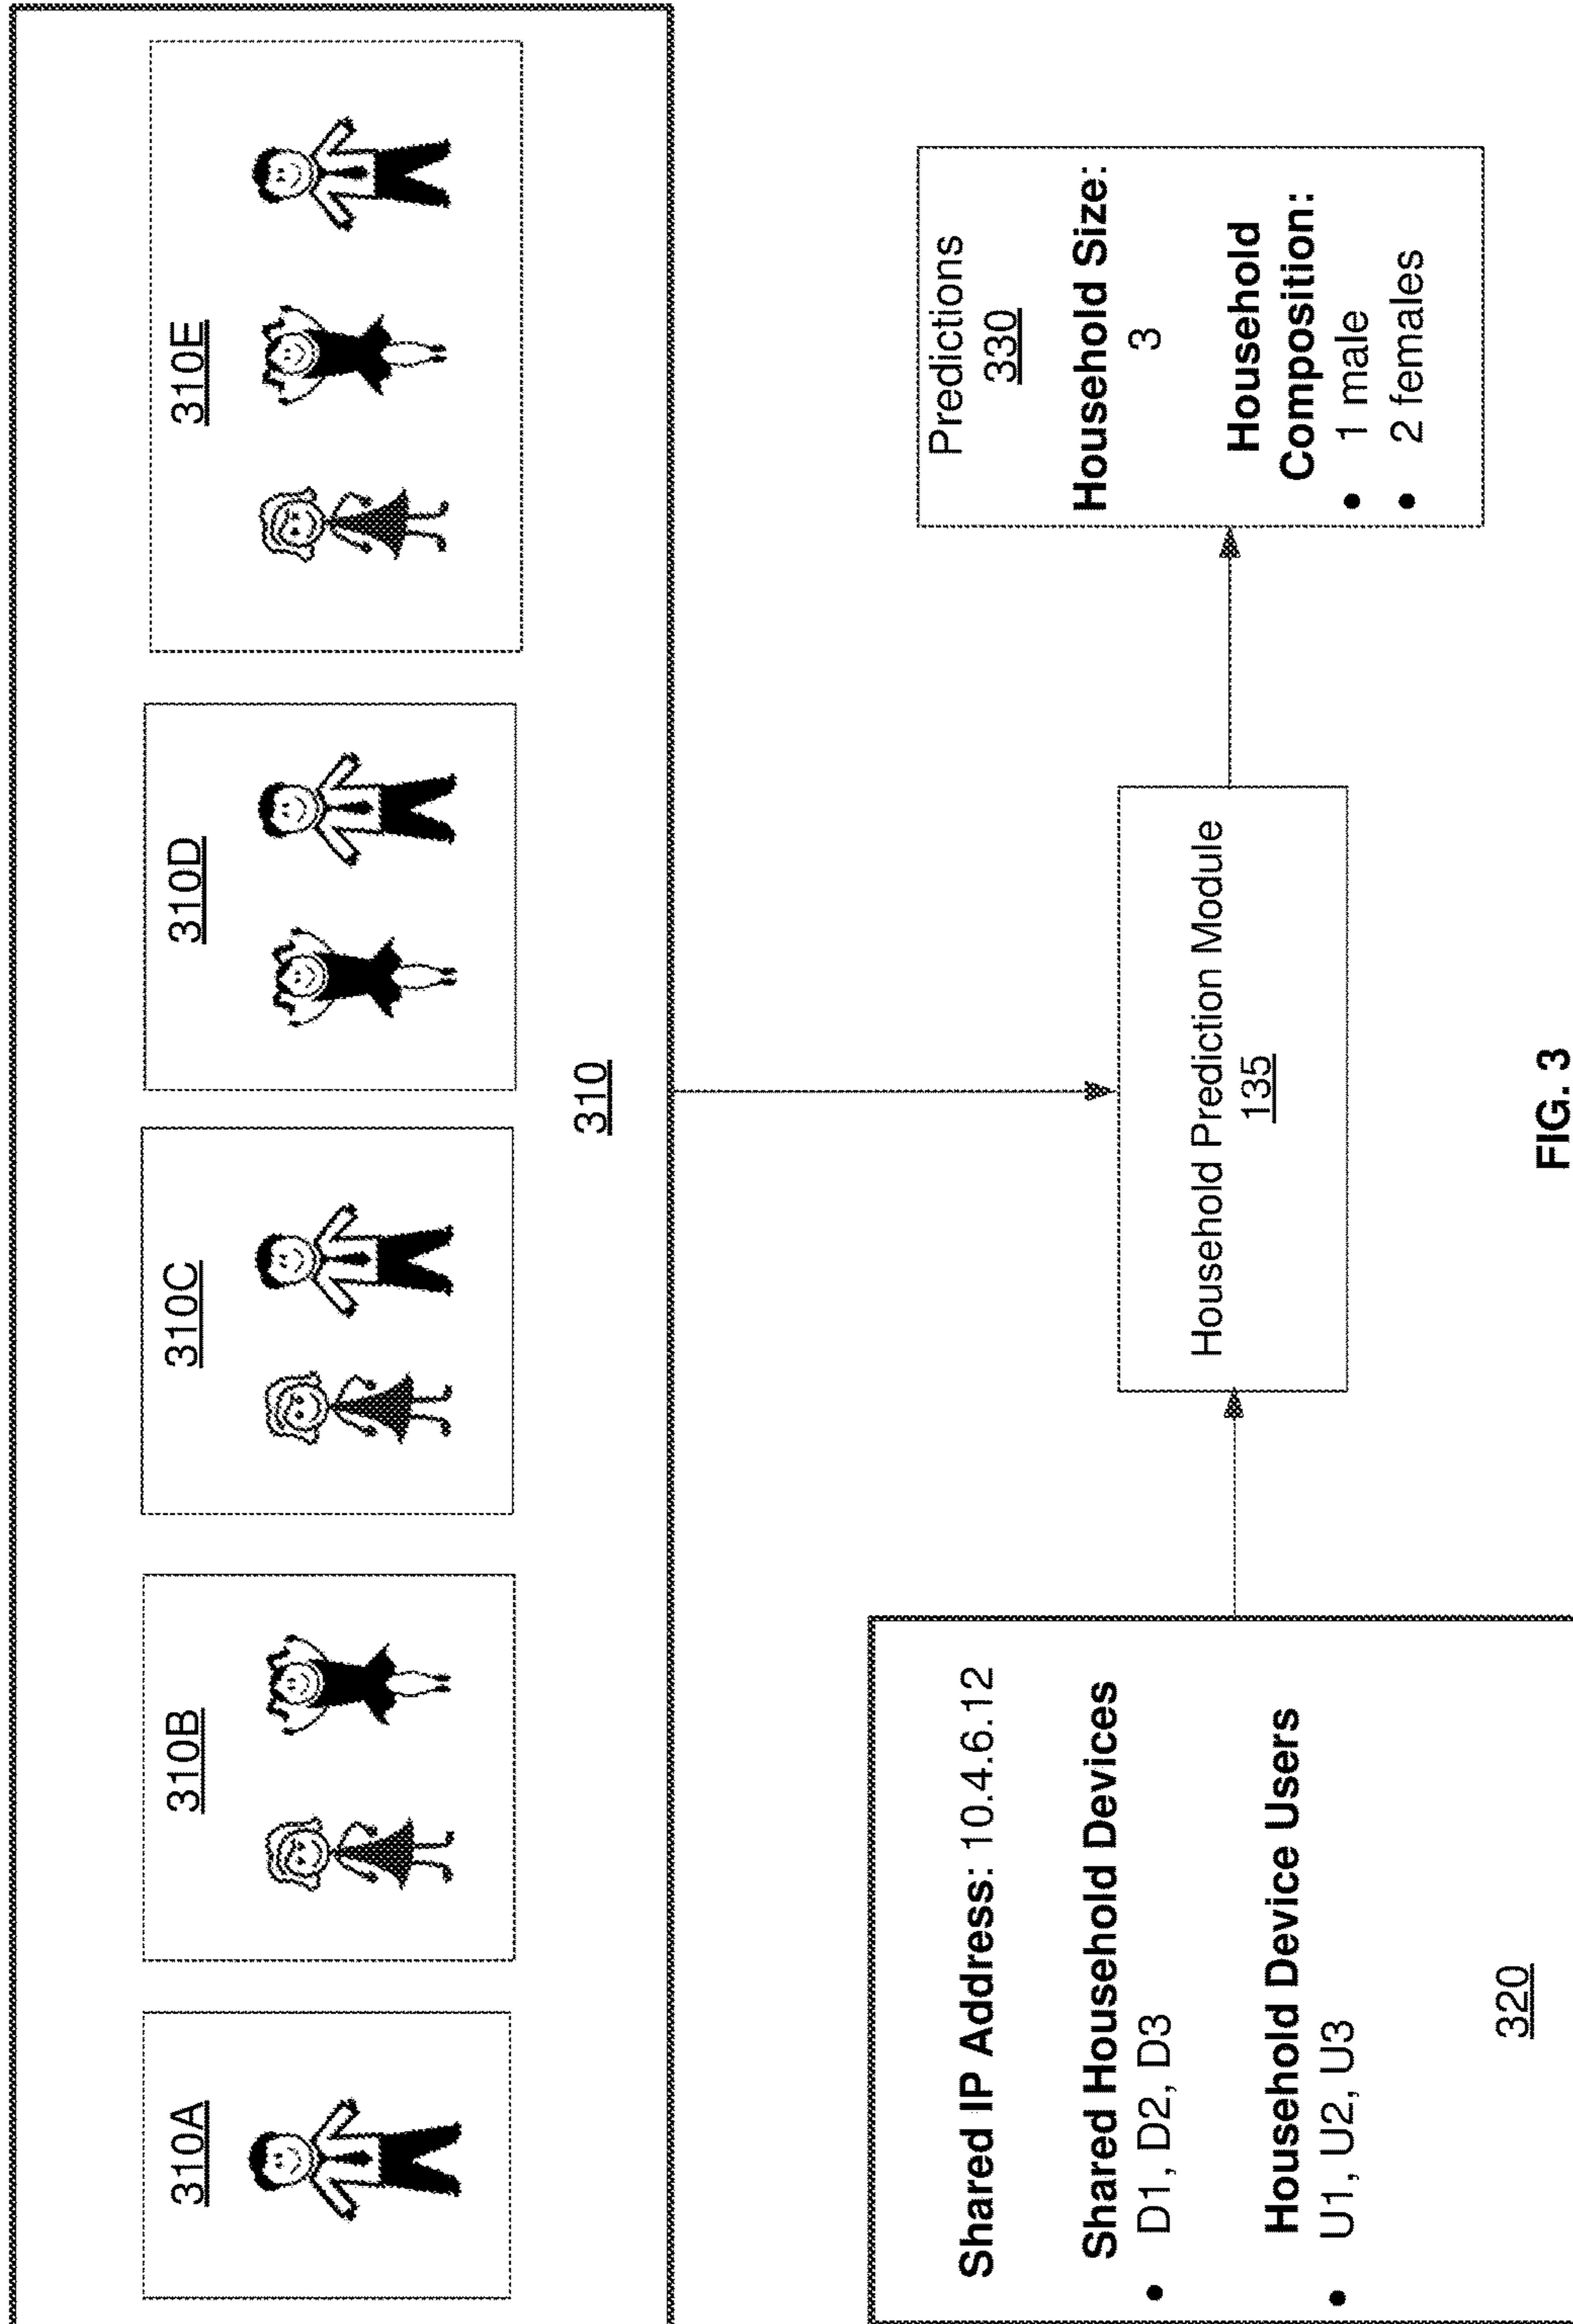 310A
310B
310C
310D
310E
310
Shared IP Address: 10.4.6.12
Shared Household Devices
• D1, D2, D3
Household Device Users
• U1, U2, U3
320
Household Prediction Module
135
Predictions
330
Household Size:
3
Household
Composition:
• 1 male
• 2 females
FIG. 3